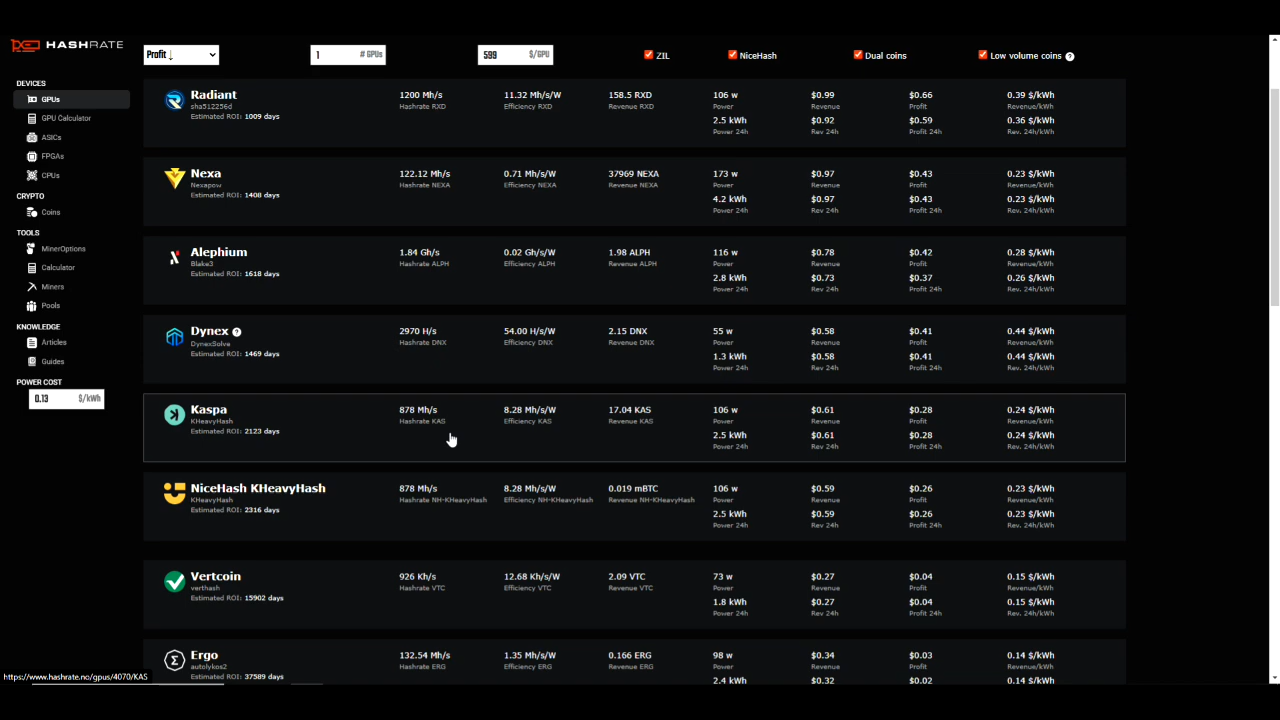 HASHRATE
Profit ↓
1 # GPUs
599 $/GPU
ZIL
NiceHash
Dual coins
Low volume coins ?
DEVICES
GPUs
GPU Calculator
ASICs
FPGAs
CPUs
CRYPTO
Coins
TOOLS
MinerOptions
Calculator
Miners
Pools
KNOWLEDGE
Articles
Guides
POWER COST
0.13 $/kWh
Radiant 1200 Mh/s 11.32 Mh/s/W 158.5 RXD 106 w $0.99 $0.66 0.39 $/kWh
sha512256d Hashrate RXD Efficiency RXD Revenue RXD Power Revenue Profit Revenue/kWh
Estimated ROI: 1009 days 2.5 kWh $0.92 $0.59 0.36 $/kWh
Power 24h Rev 24h Profit 24h Rev. 24h/kWh
Nexa 122.12 Mh/s 0.71 Mh/s/W 37969 NEXA 173 w $0.97 $0.43 0.23 $/kWh
Nexapow Hashrate NEXA Efficiency NEXA Revenue NEXA Power Revenue Profit Revenue/kWh
Estimated ROI: 1408 days 4.2 kWh $0.97 $0.43 0.23 $/kWh
Power 24h Rev 24h Profit 24h Rev. 24h/kWh
Alephium 1.84 Gh/s 0.02 Gh/s/W 1.98 ALPH 116 w $0.78 $0.42 0.28 $/kWh
Blake3 Hashrate ALPH Efficiency ALPH Revenue ALPH Power Revenue Profit Revenue/kWh
Estimated ROI: 1618 days 2.8 kWh $0.73 $0.37 0.26 $/kWh
Power 24h Rev 24h Profit 24h Rev. 24h/kWh
Dynex ? 2970 H/s 54.00 H/s/W 2.15 DNX 55 w $0.58 $0.41 0.44 $/kWh
DynexSolve Hashrate DNX Efficiency DNX Revenue DNX Power Revenue Profit Revenue/kWh
Estimated ROI: 1469 days 1.3 kWh $0.58 $0.41 0.44 $/kWh
Power 24h Rev 24h Profit 24h Rev. 24h/kWh
Kaspa 878 Mh/s 8.28 Mh/s/W 17.04 KAS 106 w $0.61 $0.28 0.24 $/kWh
KHeavyHash Hashrate KAS Efficiency KAS Revenue KAS Power Revenue Profit Revenue/kWh
Estimated ROI: 2123 days 2.5 kWh $0.61 $0.28 0.24 $/kWh
Power 24h Rev 24h Profit 24h Rev. 24h/kWh
NiceHash KHeavyHash 878 Mh/s 8.28 Mh/s/W 0.019 mBTC 106 w $0.59 $0.26 0.23 $/kWh
KHeavyHash Hashrate NH-KHeavyHash Efficiency NH-KHeavyHash Revenue NH-KHeavyHash Power Revenue Profit Revenue/kWh
Estimated ROI: 2316 days 2.5 kWh $0.59 $0.26 0.23 $/kWh
Power 24h Rev 24h Profit 24h Rev. 24h/kWh
Vertcoin 926 Kh/s 12.68 Kh/s/W 2.09 VTC 73 w $0.27 $0.04 0.15 $/kWh
verthash Hashrate VTC Efficiency VTC Revenue VTC Power Revenue Profit Revenue/kWh
Estimated ROI: 15902 days 1.8 kWh $0.27 $0.04 0.15 $/kWh
Power 24h Rev 24h Profit 24h Rev. 24h/kWh
Ergo 132.54 Mh/s 1.35 Mh/s/W 0.166 ERG 98 w $0.34 $0.03 0.14 $/kWh
autolykos2 Hashrate ERG Efficiency ERG Revenue ERG Power Revenue Profit Revenue/kWh
Estimated ROI: 37589 days 2.4 kWh $0.32 $0.02 0.14 $/kWh
https://www.hashrate.no/gpus/4070/KAS